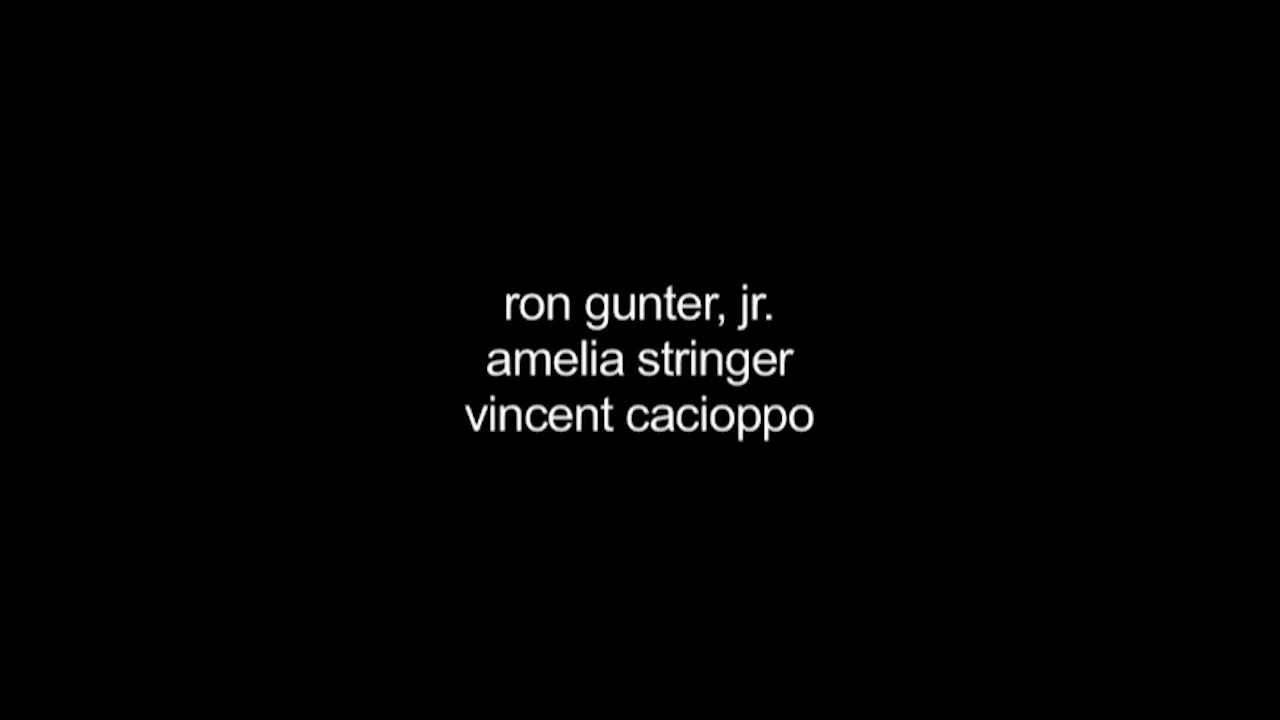 ron gunter, jr.
amelia stringer
vincent cacioppo